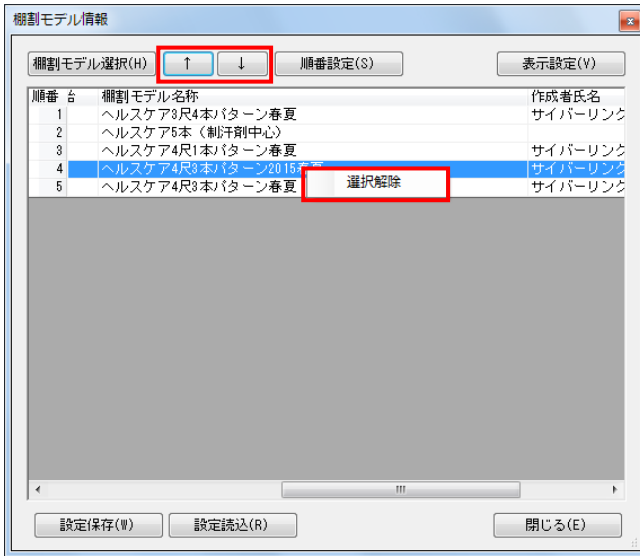 棚割モデル情報
棚割モデル選択(H) ↑ ↓ 順番設定(S) 表示設定(V)
順番 台 棚割モデル名称 作成者氏名
1 ヘルスケア3尺4本パターン春夏 サイバーリンク
2 ヘルスケア5本（制汗剤中心）
3 ヘルスケア4尺1本パターン春夏 サイバーリンク
4 ヘルスケア4尺3本パターン2015春夏 サイバーリンク
5 ヘルスケア4尺3本パターン春夏 サイバーリンク
選択解除
設定保存(W) 設定読込(R) 閉じる(E)